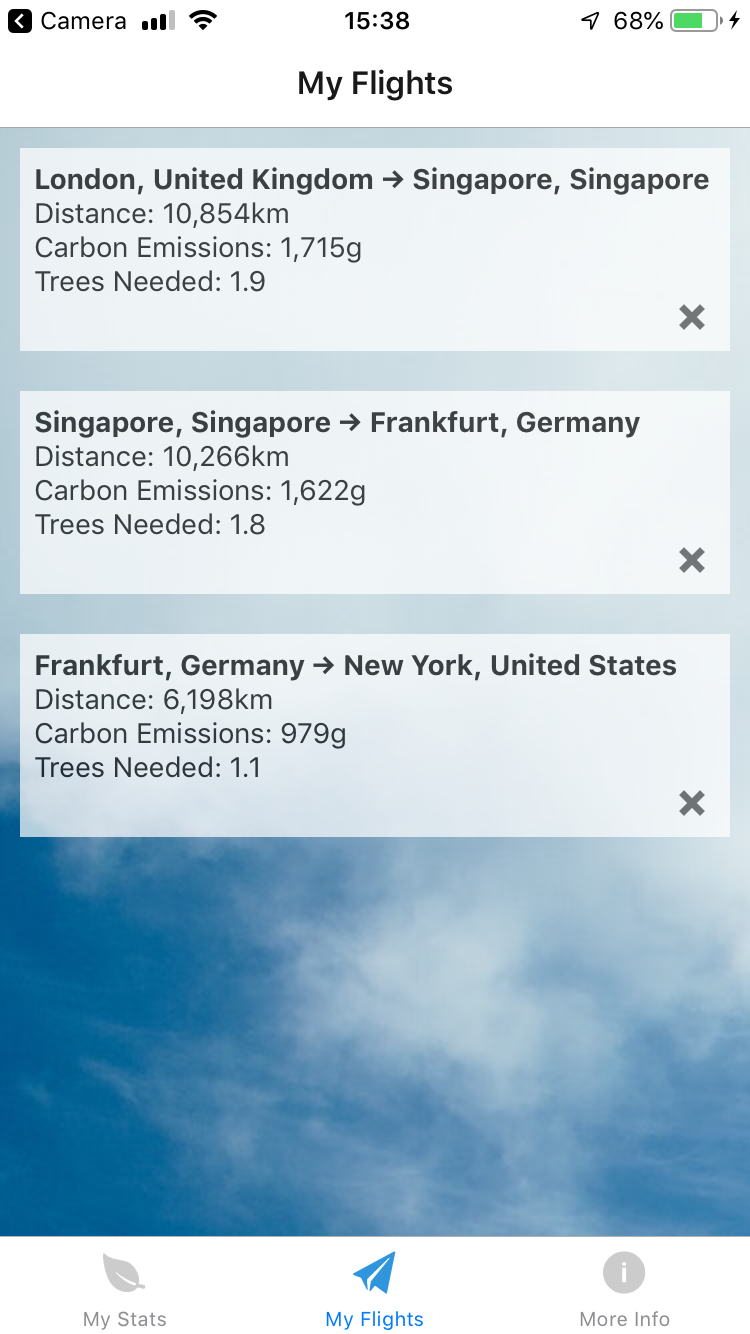 Camera 15:38 68%
My Flights
London, United Kingdom → Singapore, Singapore
Distance: 10,854km
Carbon Emissions: 1,715g
Trees Needed: 1.9
Singapore, Singapore → Frankfurt, Germany
Distance: 10,266km
Carbon Emissions: 1,622g
Trees Needed: 1.8
Frankfurt, Germany → New York, United States
Distance: 6,198km
Carbon Emissions: 979g
Trees Needed: 1.1
My Stats My Flights More Info